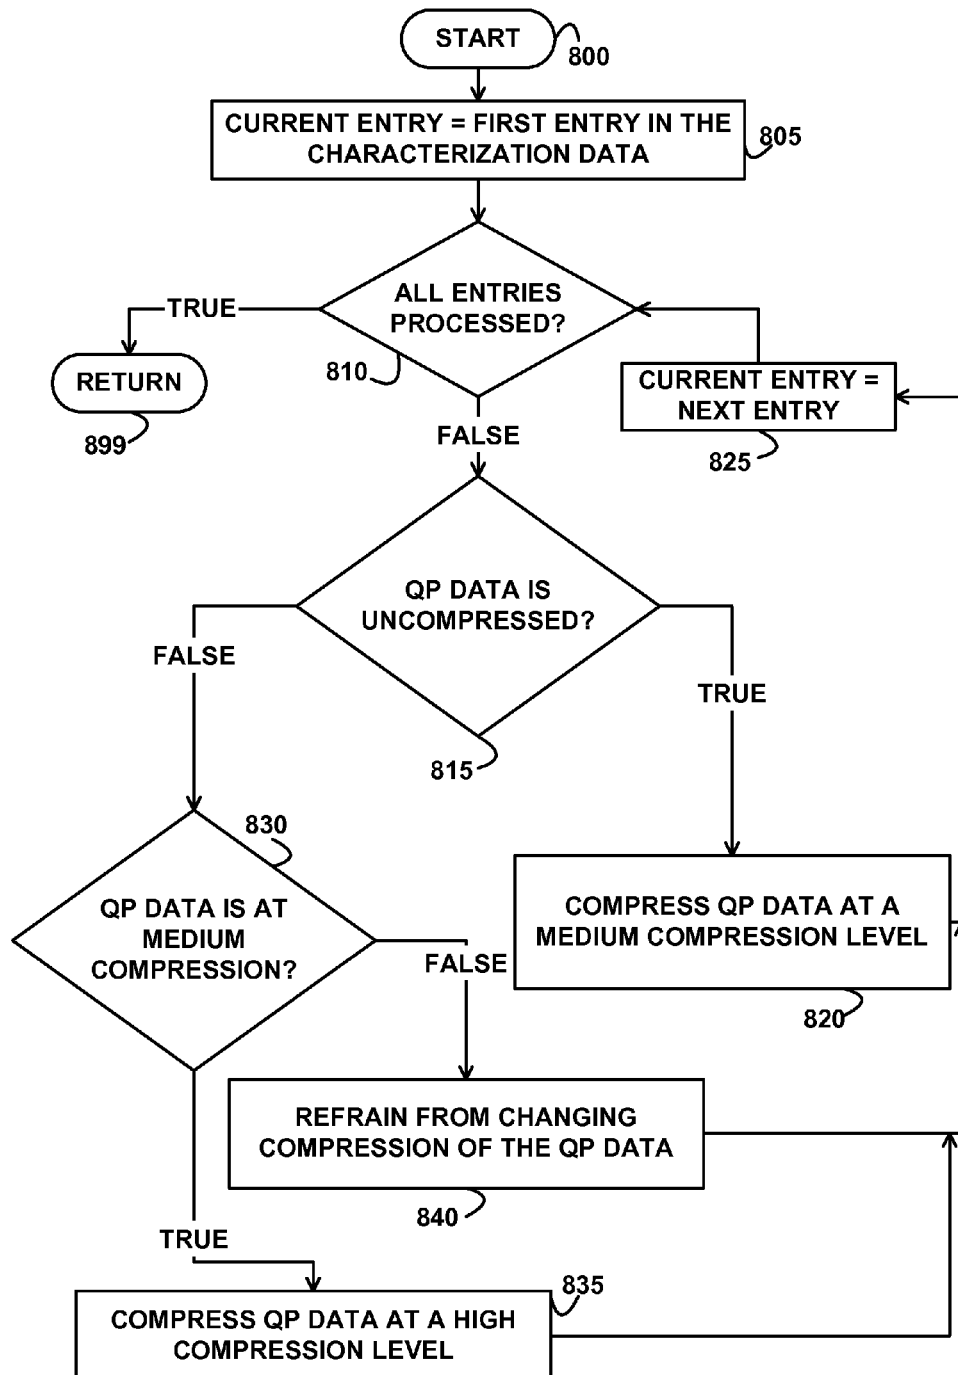 START
800
CURRENT ENTRY = FIRST ENTRY IN THE
CHARACTERIZATION DATA
805
ALL ENTRIES
PROCESSED?
810
TRUE
RETURN
899
FALSE
CURRENT ENTRY =
NEXT ENTRY
825
QP DATA IS
UNCOMPRESSED?
815
FALSE
TRUE
830
QP DATA IS AT
MEDIUM
COMPRESSION?
FALSE
COMPRESS QP DATA AT A
MEDIUM COMPRESSION LEVEL
820
REFRAIN FROM CHANGING
COMPRESSION OF THE QP DATA
840
TRUE
835
COMPRESS QP DATA AT A HIGH
COMPRESSION LEVEL